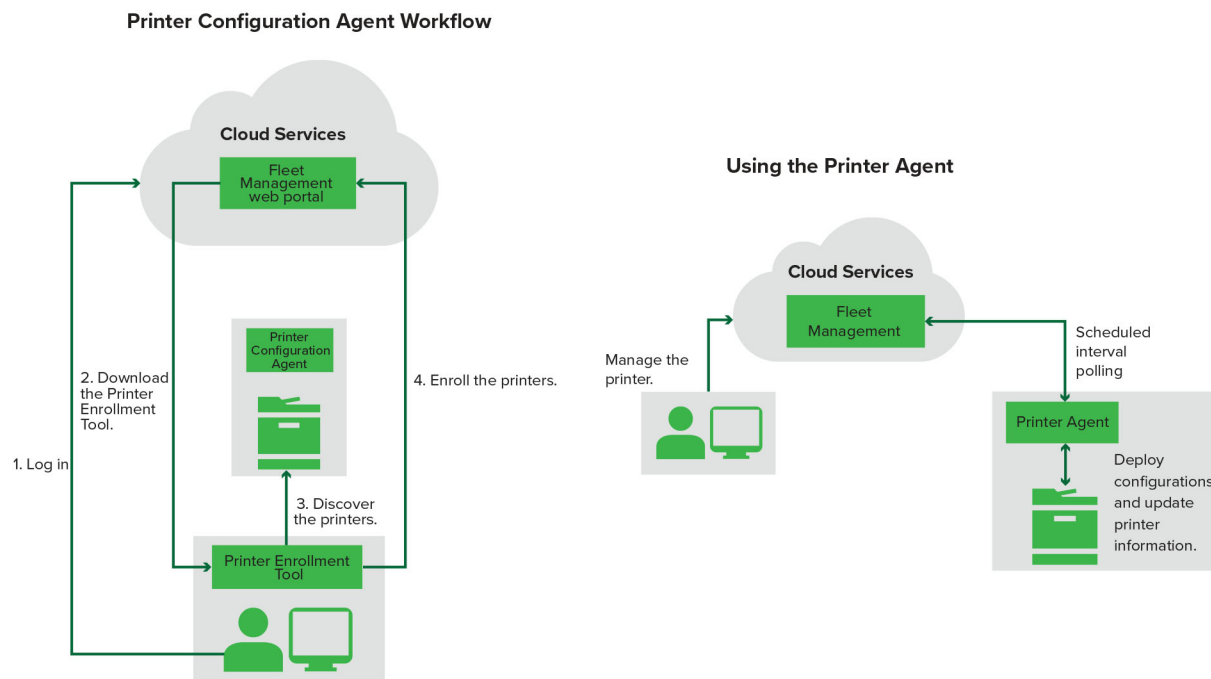 Printer Configuration Agent Workflow
Cloud Services
Fleet
Management
web portal
Printer
Configuration
Agent
2. Download
the Printer
Enrollment
Tool.
4. Enroll the printers.
1. Log in
3. Discover
the printers.
Printer Enrollment
Tool
Using the Printer Agent
Cloud Services
Fleet
Management
Manage the
printer.
Scheduled
interval
polling
Printer Agent
Deploy
configurations
and update
printer
information.